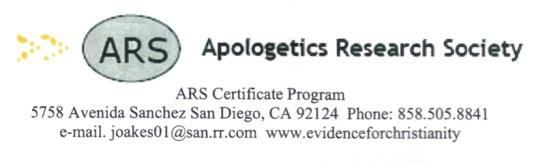 ARS Apologetics Research Society
ARS Certificate Program
5758 Avenida Sanchez San Diego, CA 92124 Phone: 858.505.8841
e-mail. joakes01@san.rr.com www.evidenceforchristianity